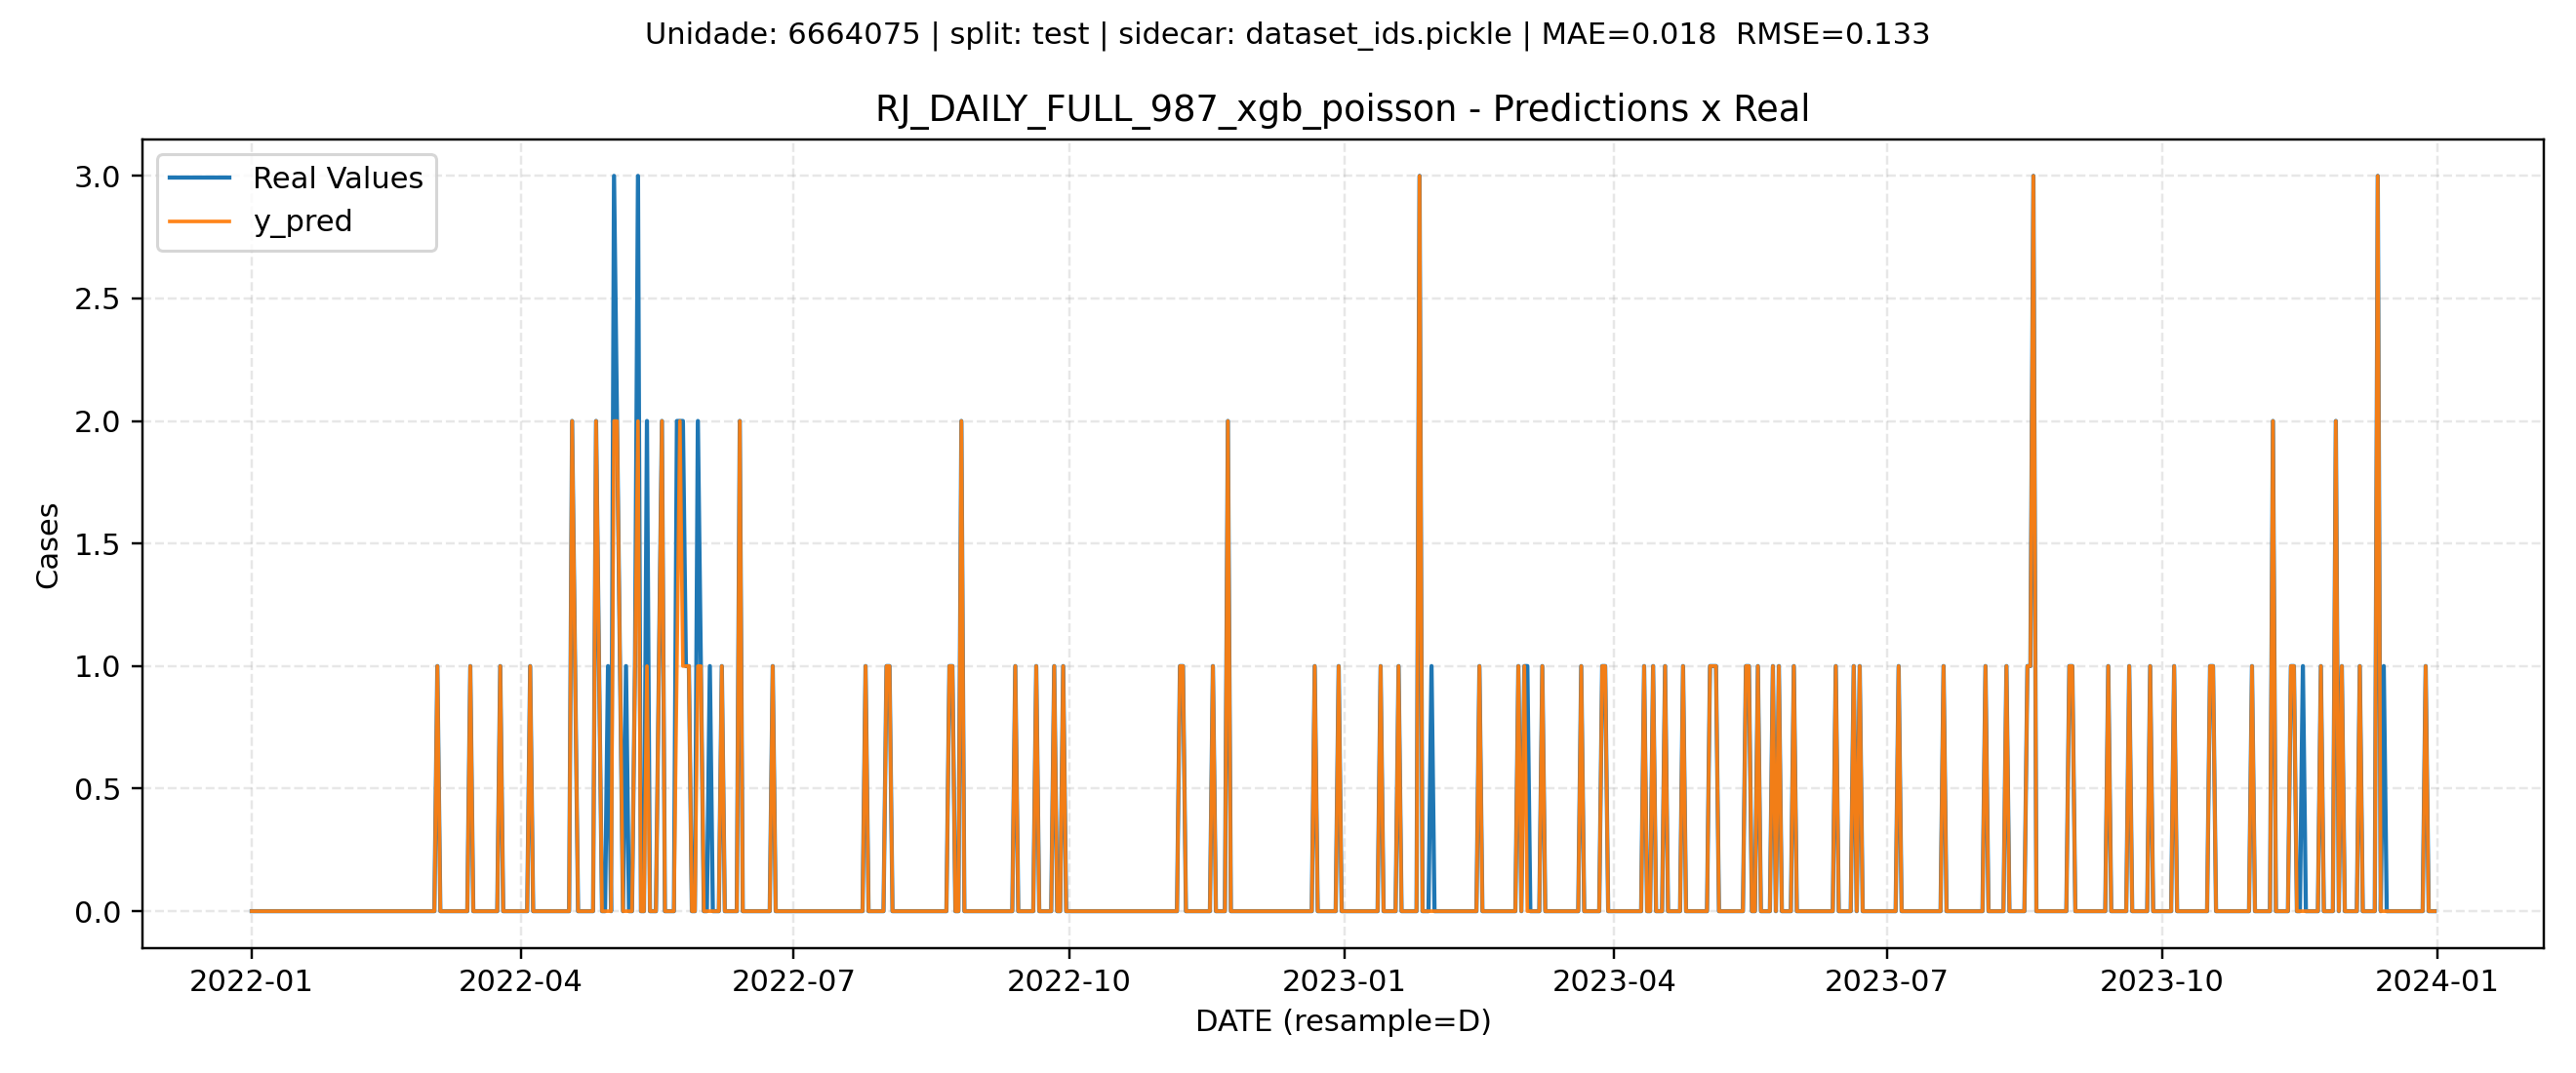 Unidade: 6664075 | split: test | sidecar: dataset_ids.pickle | MAE=0.018  RMSE=0.133
RJ_DAILY_FULL_987_xgb_poisson - Predictions x Real
Real Values
y_pred
Cases
3.0
2.5
2.0
1.5
1.0
0.5
0.0
2022-01 2022-04 2022-07 2022-10 2023-01 2023-04 2023-07 2023-10 2024-01
DATE (resample=D)